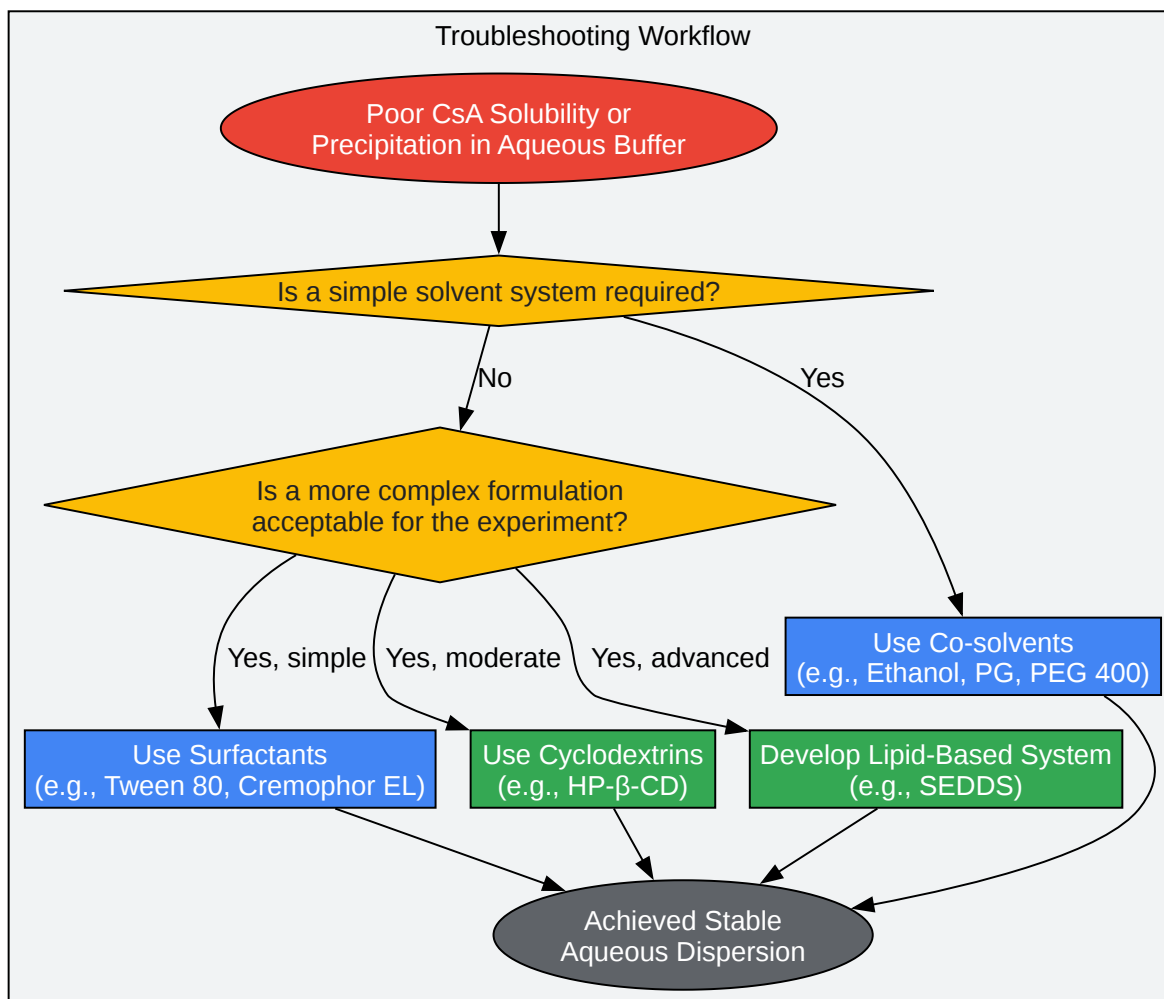 Troubleshooting Workflow
Poor CsA Solubility or
Precipitation in Aqueous Buffer
Is a simple solvent system required?
No
Yes
Is a more complex formulation
acceptable for the experiment?
Yes, simple
Yes, moderate
Yes, advanced
Use Co-solvents
(e.g., Ethanol, PG, PEG 400)
Use Surfactants
(e.g., Tween 80, Cremophor EL)
Use Cyclodextrins
(e.g., HP-β-CD)
Develop Lipid-Based System
(e.g., SEDDS)
Achieved Stable
Aqueous Dispersion